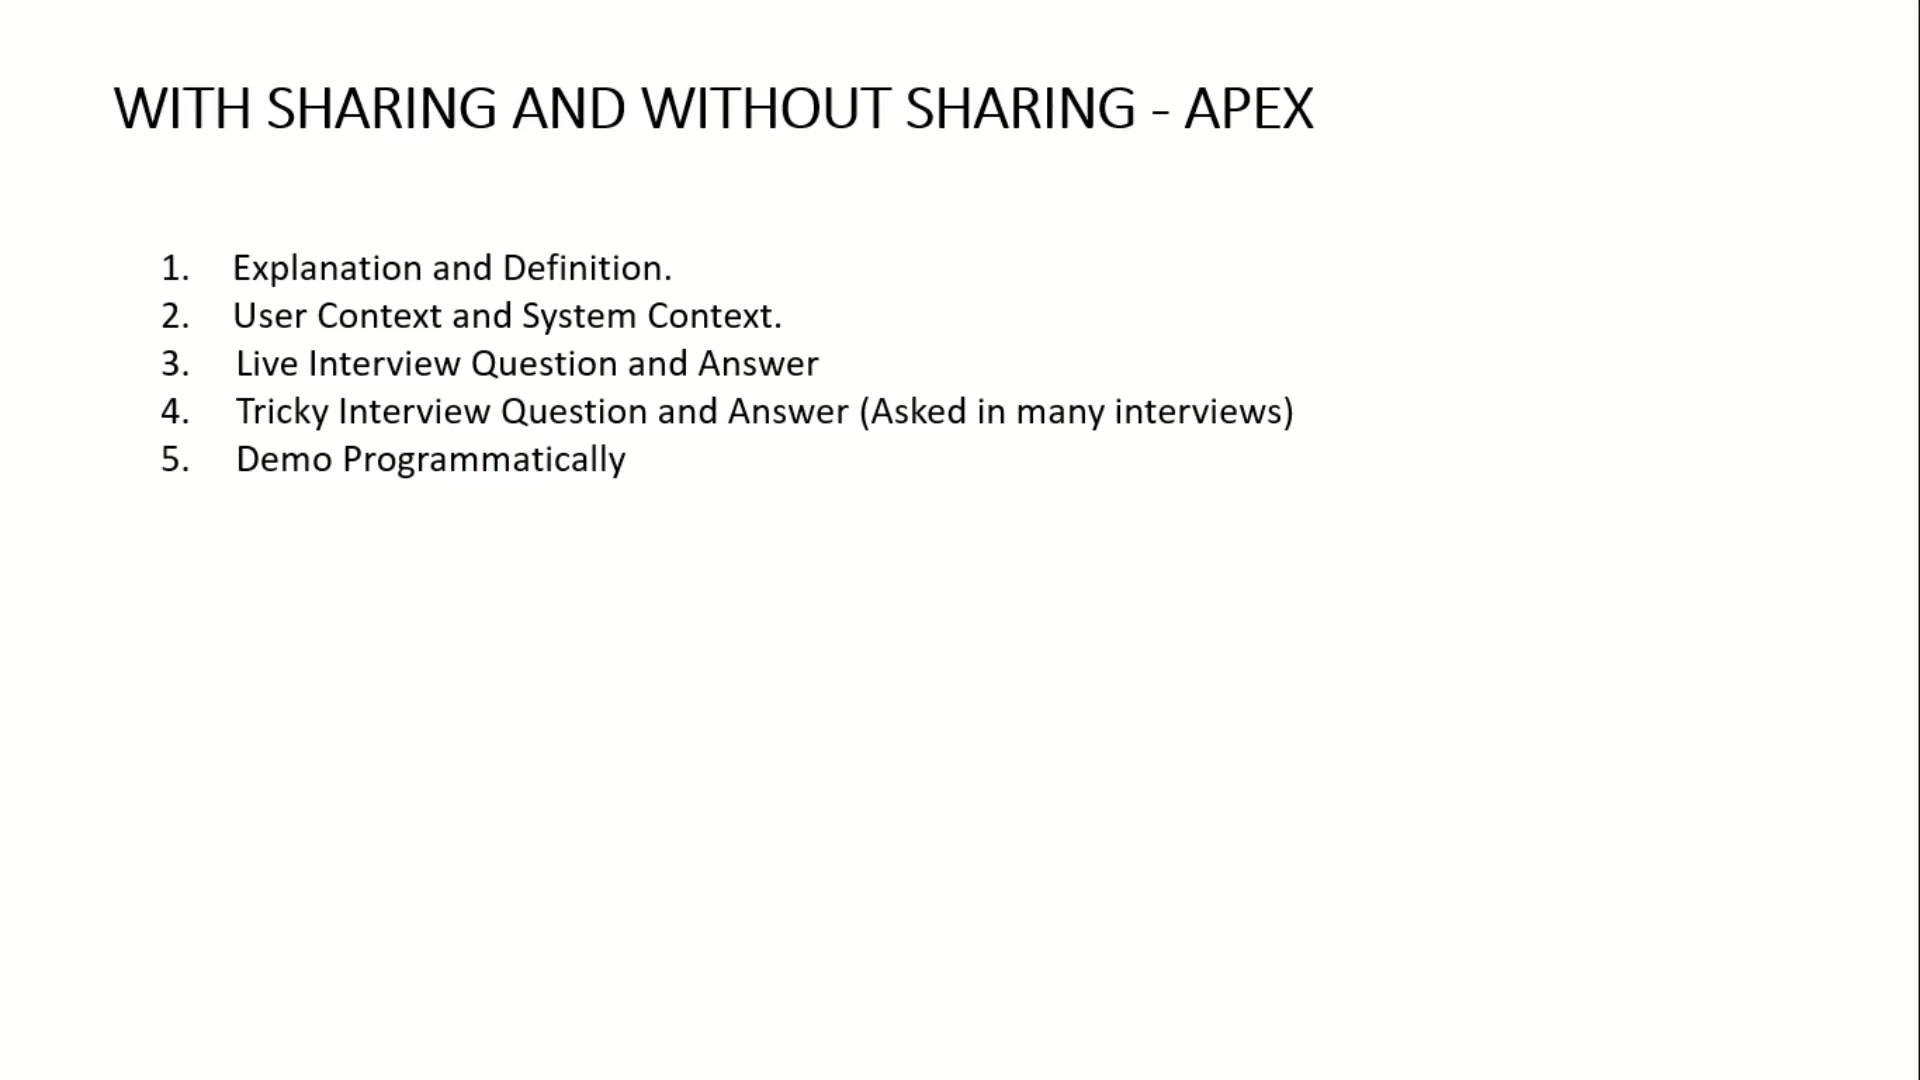 WITH SHARING AND WITHOUT SHARING - APEX
1. Explanation and Definition.
2. User Context and System Context.
3. Live Interview Question and Answer
4. Tricky Interview Question and Answer (Asked in many interviews)
5. Demo Programmatically